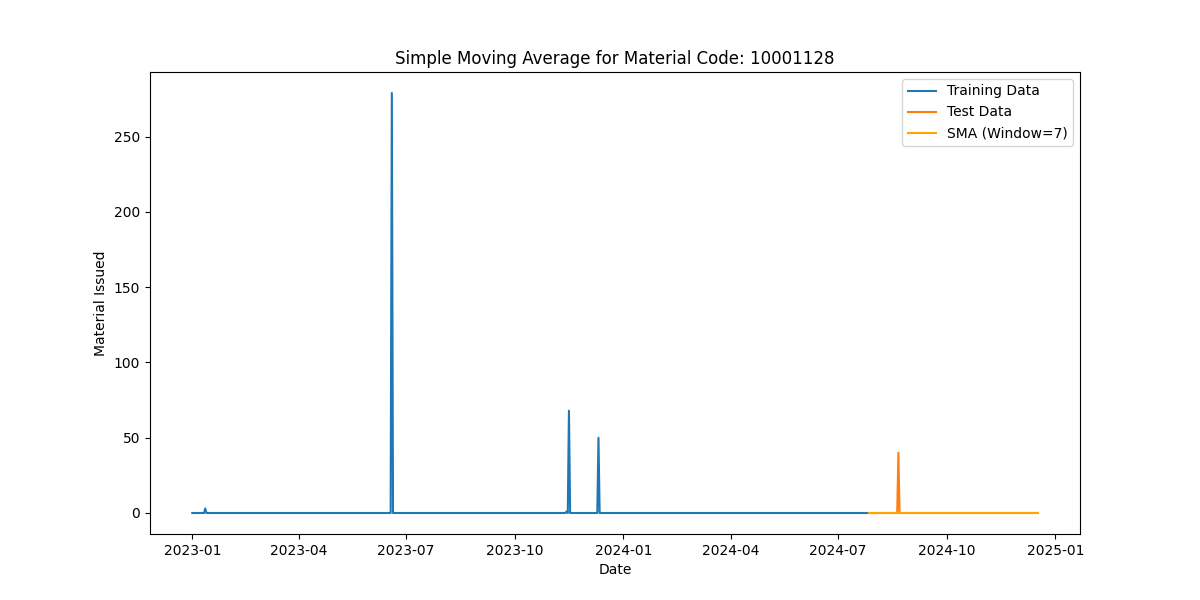 Simple Moving Average for Material Code: 10001128
Training Data
Test Data
SMA (Window=7)
Material Issued
250
200
150
100
50
0
2023-01 2023-04 2023-07 2023-10 2024-01 2024-04 2024-07 2024-10 2025-01
Date